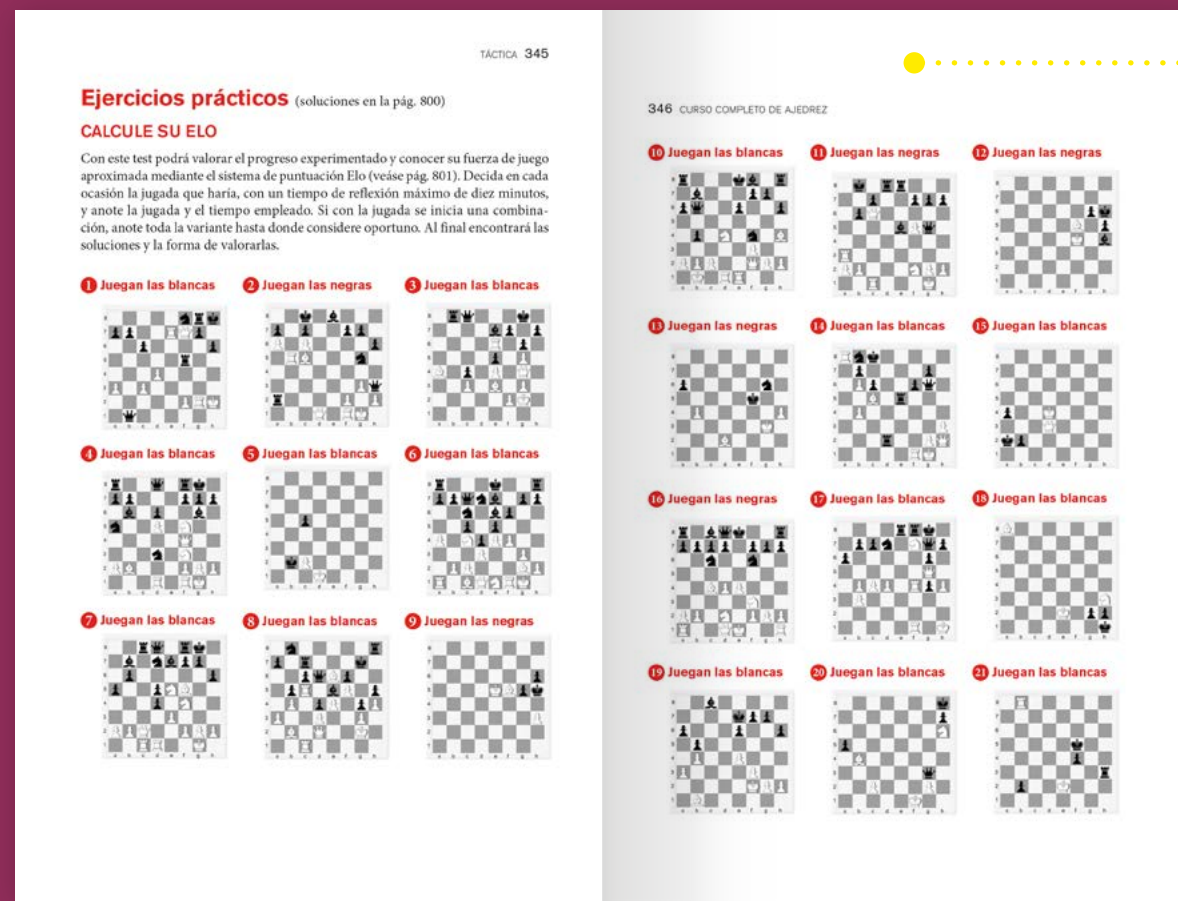 TÁCTICA 345
Ejercicios prácticos (soluciones en la pág. 800)
CALCULE SU ELO
Con este test podrá valorar el progreso experimentado y conocer su fuerza de juego
aproximada mediante el sistema de puntuación Elo (veáse pág. 801). Decida en cada
ocasión la jugada que haría, con un tiempo de reflexión máximo de diez minutos,
y anote la jugada y el tiempo empleado. Si con la jugada se inicia una combina-
ción, anote toda la variante hasta donde considere oportuno. Al final encontrará las
soluciones y la forma de valorarlas.
1 Juegan las blancas
2 Juegan las negras
3 Juegan las blancas
4 Juegan las blancas
5 Juegan las blancas
6 Juegan las blancas
7 Juegan las blancas
8 Juegan las blancas
9 Juegan las negras
346 CURSO COMPLETO DE AJEDREZ
10 Juegan las blancas
11 Juegan las negras
12 Juegan las negras
13 Juegan las negras
14 Juegan las blancas
15 Juegan las blancas
16 Juegan las negras
17 Juegan las blancas
18 Juegan las blancas
19 Juegan las blancas
20 Juegan las blancas
21 Juegan las blancas